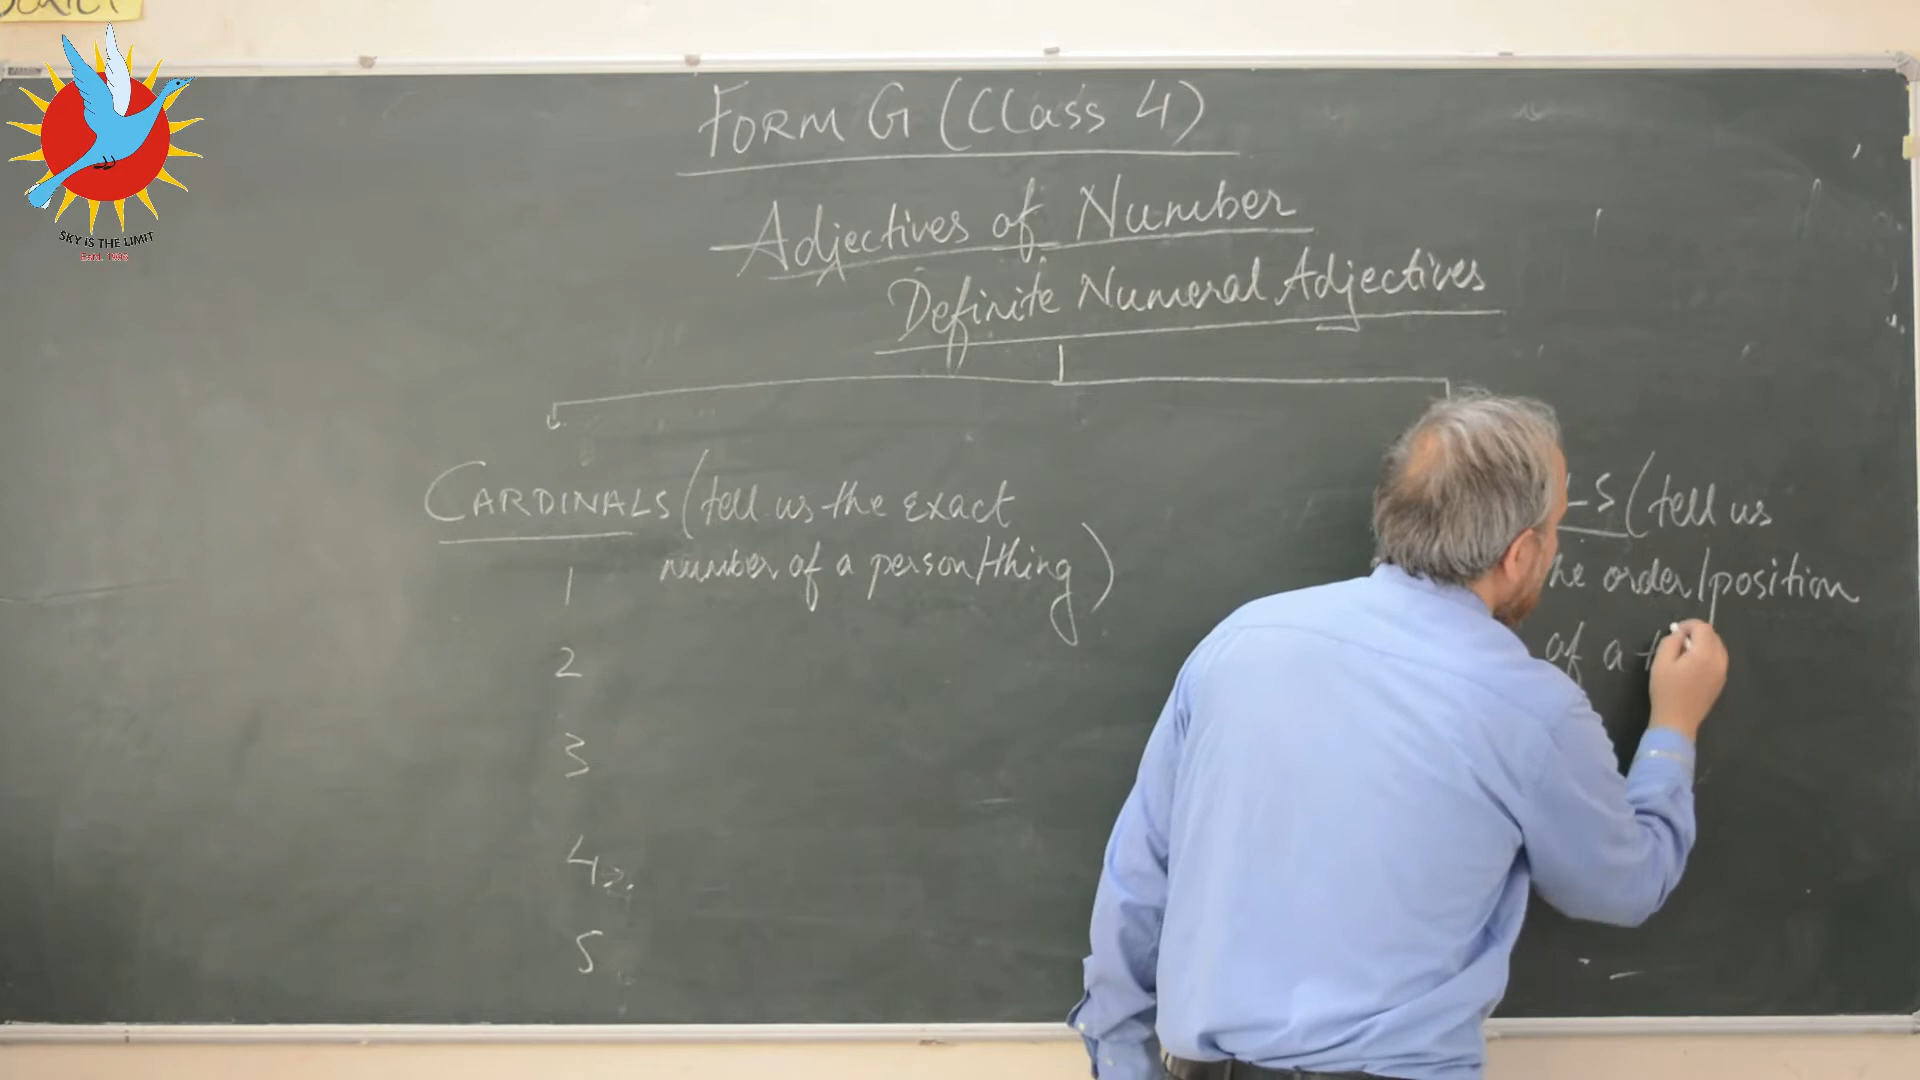 FORM G (Class 4)
Adjectives of Number
Definite Numeral Adjectives
CARDINALS (tell us the exact
number of a person/thing)
1
2
3
4
5
LS (tell us
he order/position
of a t
SKY IS THE LIMIT